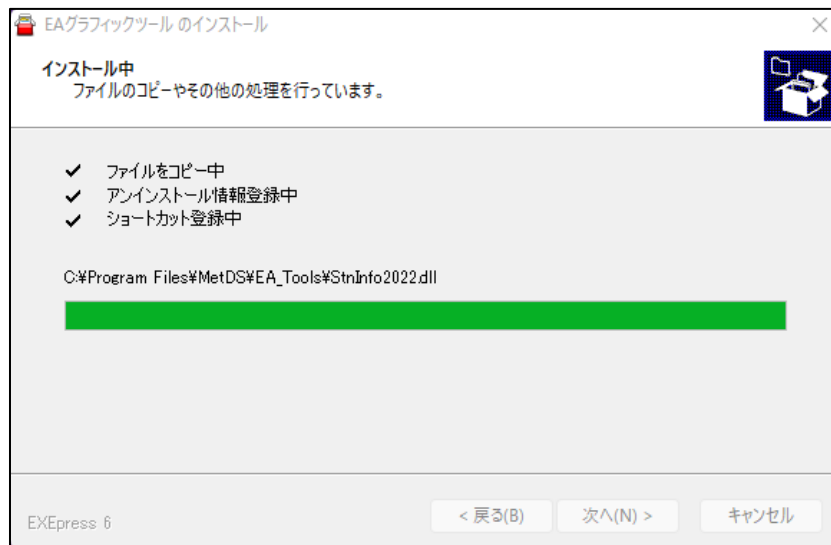 EAグラフィックツール のインストール
インストール中
ファイルのコピーやその他の処理を行っています。
ファイルをコピー中
アンインストール情報登録中
ショートカット登録中
C:¥Program Files¥MetDS¥EA_Tools¥StnInfo2022.dll
EXEpress 6
< 戻る(B)
次へ(N) >
キャンセル